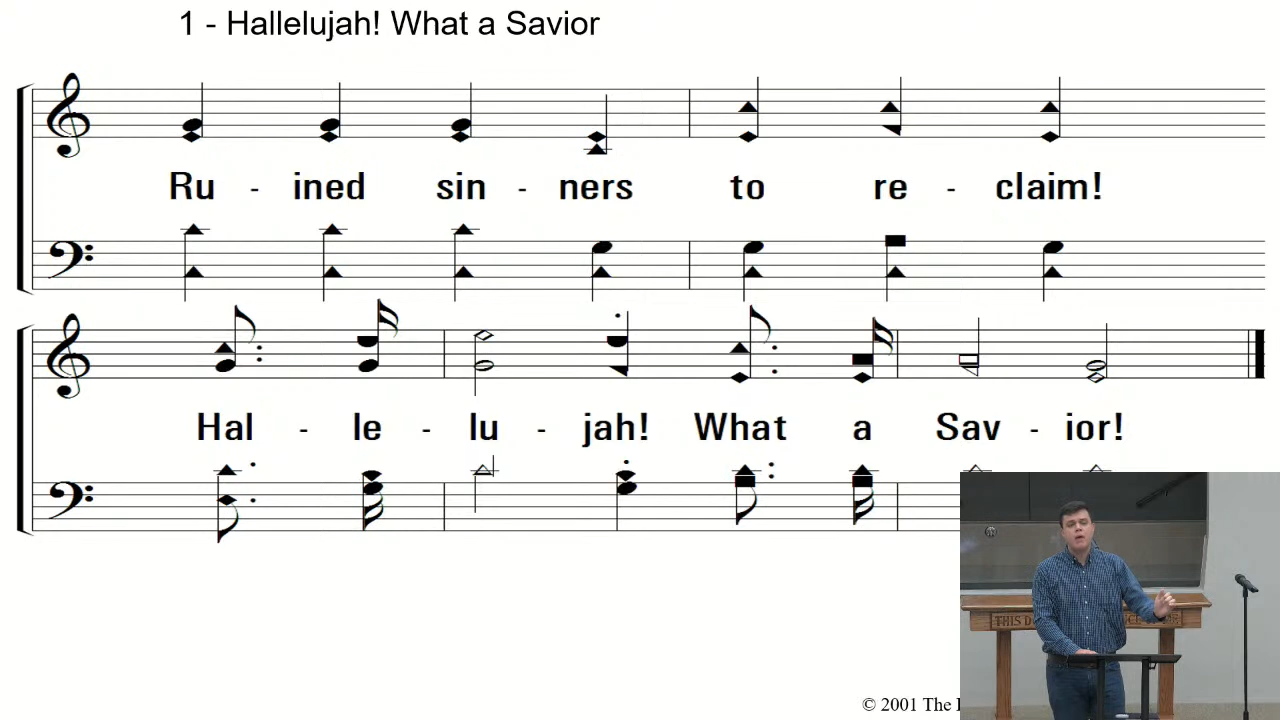 1 - Hallelujah! What a Savior
Ru - ined sin - ners to re - claim!
Hal - le - lu - jah! What a Sav - ior!
THIS D
© 2001 The